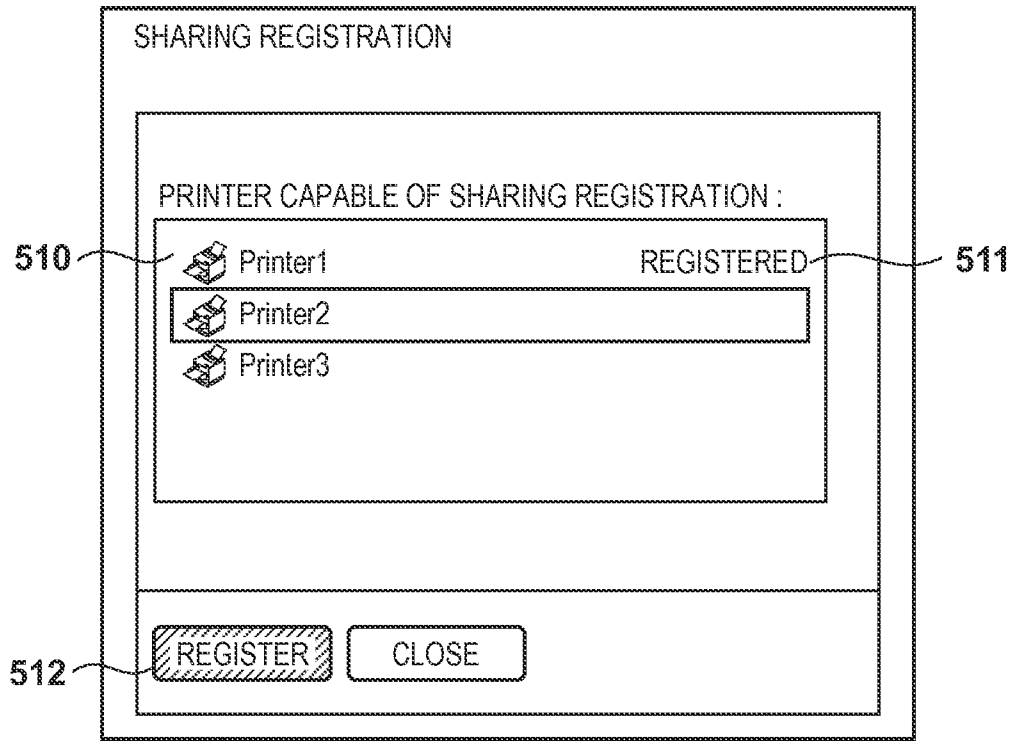 SHARING REGISTRATION
PRINTER CAPABLE OF SHARING REGISTRATION :
510 Printer1 REGISTERED 511
Printer2
Printer3
512 REGISTER CLOSE